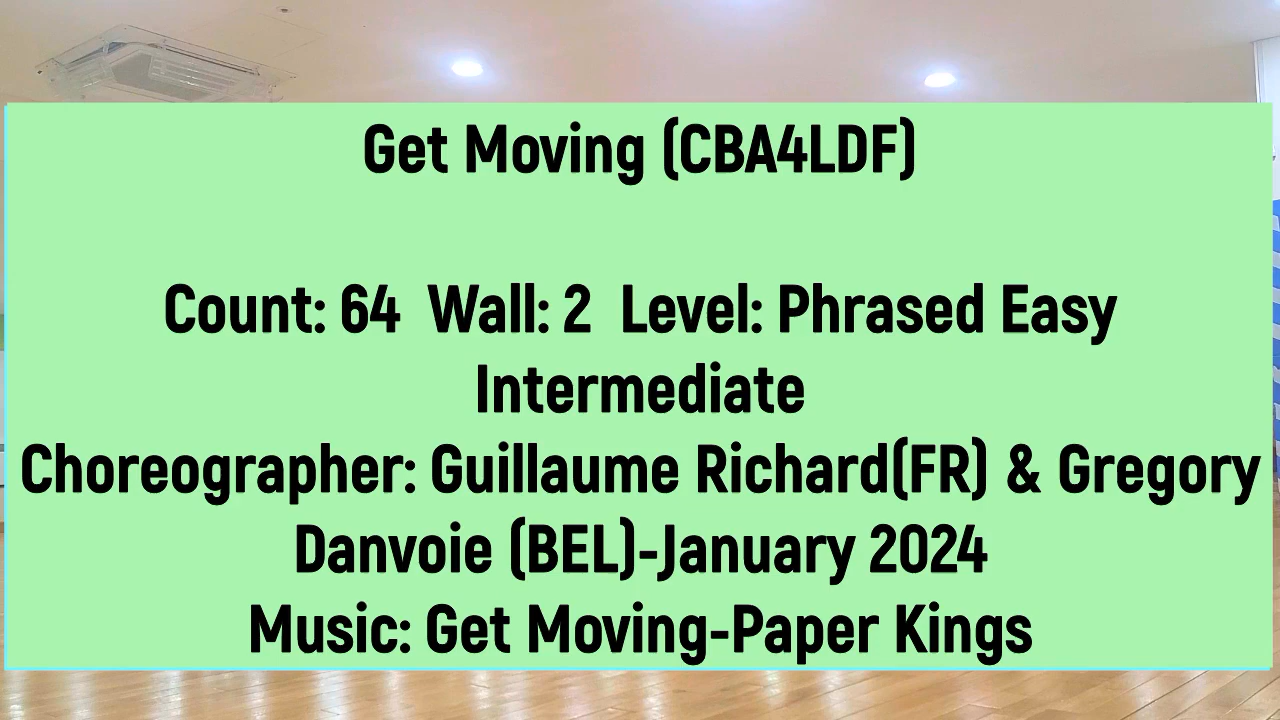 Get Moving (CBA4LDF)
Count: 64  Wall: 2  Level: Phrased Easy
Intermediate
Choreographer: Guillaume Richard(FR) & Gregory
Danvoie (BEL)-January 2024
Music: Get Moving-Paper Kings